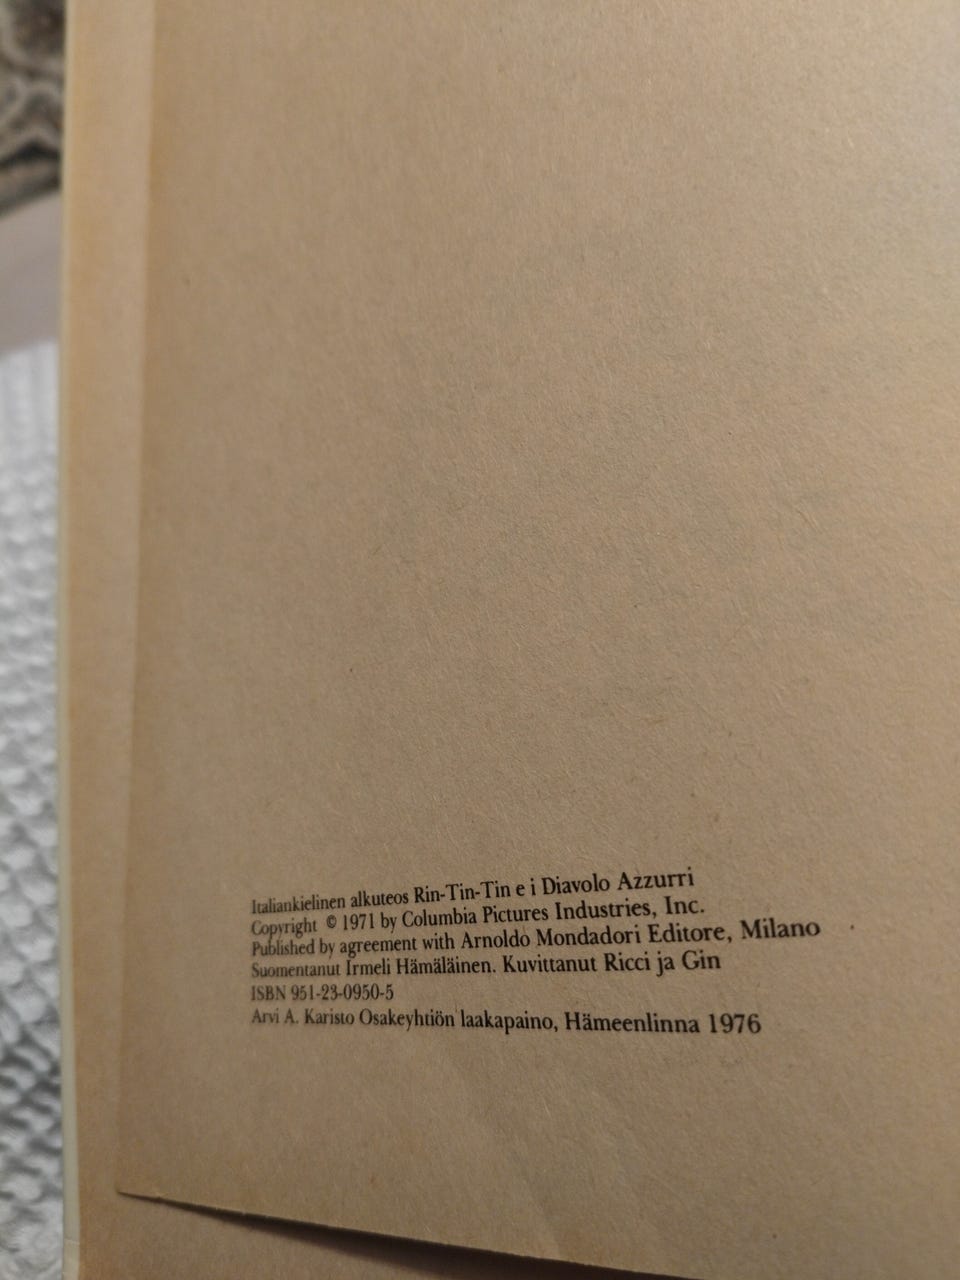 Italiankielinen alkuteos Rin-Tin-Tin e i Diavolo Azzurri
Copyright © 1971 by Columbia Pictures Industries, Inc.
Published by agreement with Arnoldo Mondadori Editore, Milano
Suomentanut Irmeli Hämäläinen. Kuvittanut Ricci ja Gin
ISBN 951-23-0950-5
Arvi A. Karisto Osakeyhtiön laakapaino, Hämeenlinna 1976